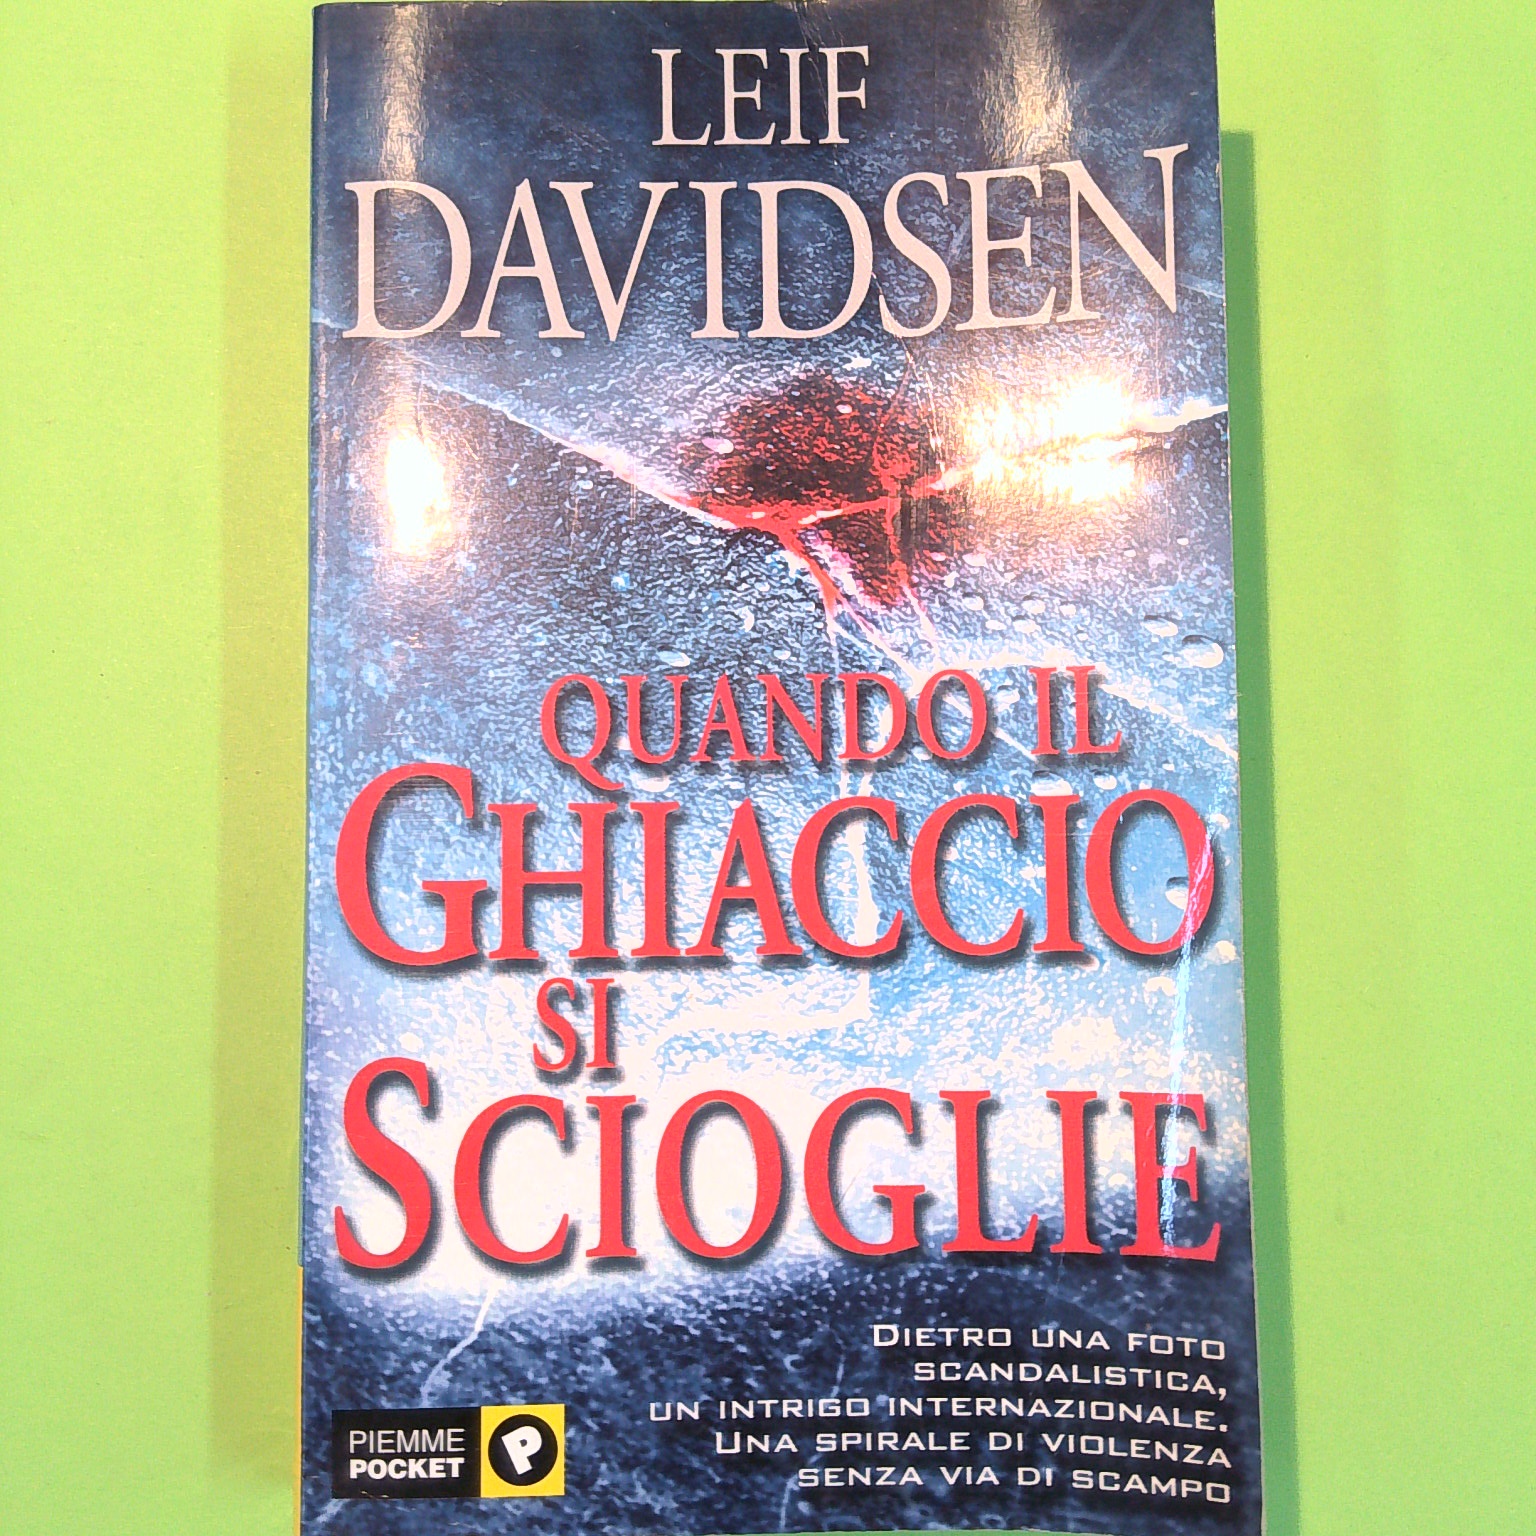 LEIF
DAVIDSEN
QUANDO IL
GHIACCIO
SI
SCIOGLIE
DIETRO UNA FOTO
SCANDALISTICA,
UN INTRIGO INTERNAZIONALE.
UNA SPIRALE DI VIOLENZA
SENZA VIA DI SCAMPO
PIEMME
POCKET
P